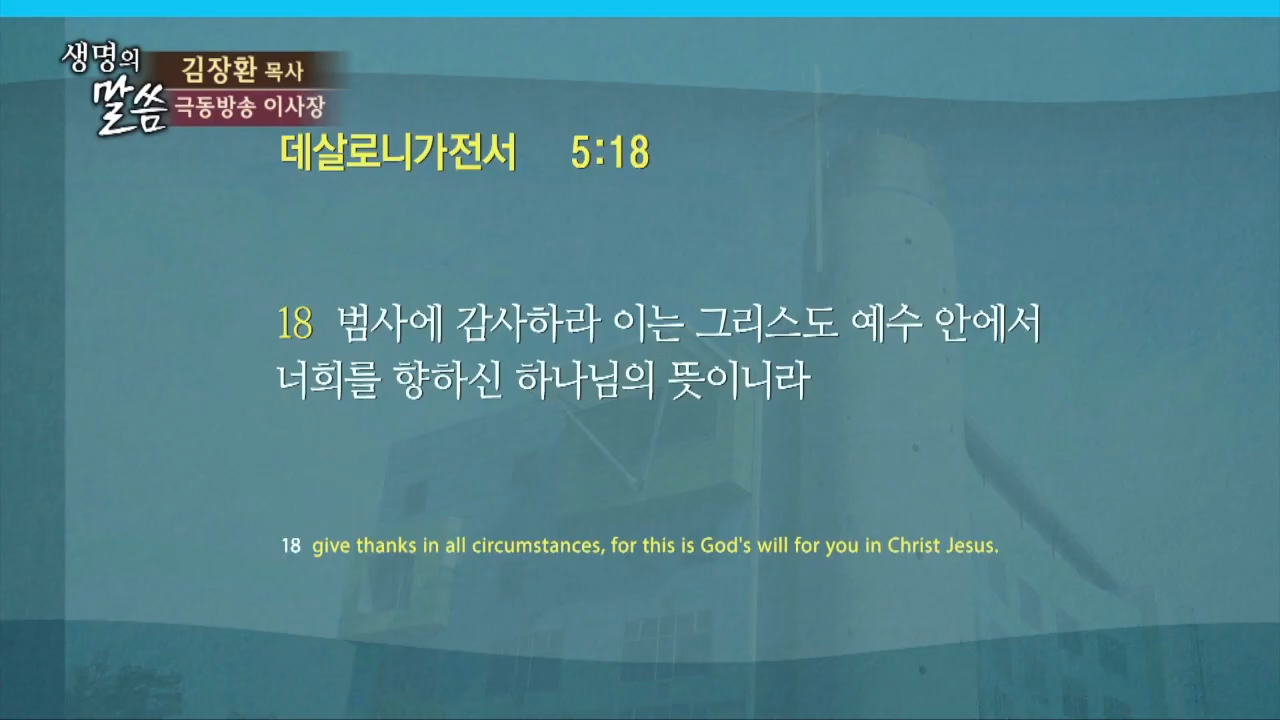 생명의
말씀
김장환 목사
극동방송 이사장
데살로니가전서 5:18
18 범사에 감사하라 이는 그리스도 예수 안에서
너희를 향하신 하나님의 뜻이니라
18 give thanks in all circumstances, for this is God's will for you in Christ Jesus.